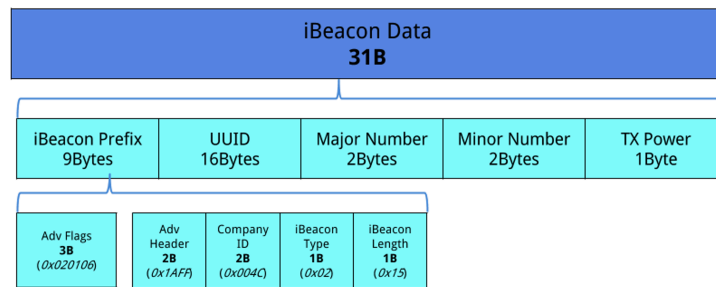 iBeacon Data
31B
iBeacon Prefix
9Bytes
UUID
16Bytes
Major Number
2Bytes
Minor Number
2Bytes
TX Power
1Byte
Adv Flags
3B
(0x020106)
Adv
Header
2B
(0x1AFF)
Company
ID
2B
(0x004C)
iBeacon
Type
1B
(0x02)
iBeacon
Length
1B
(0x15)